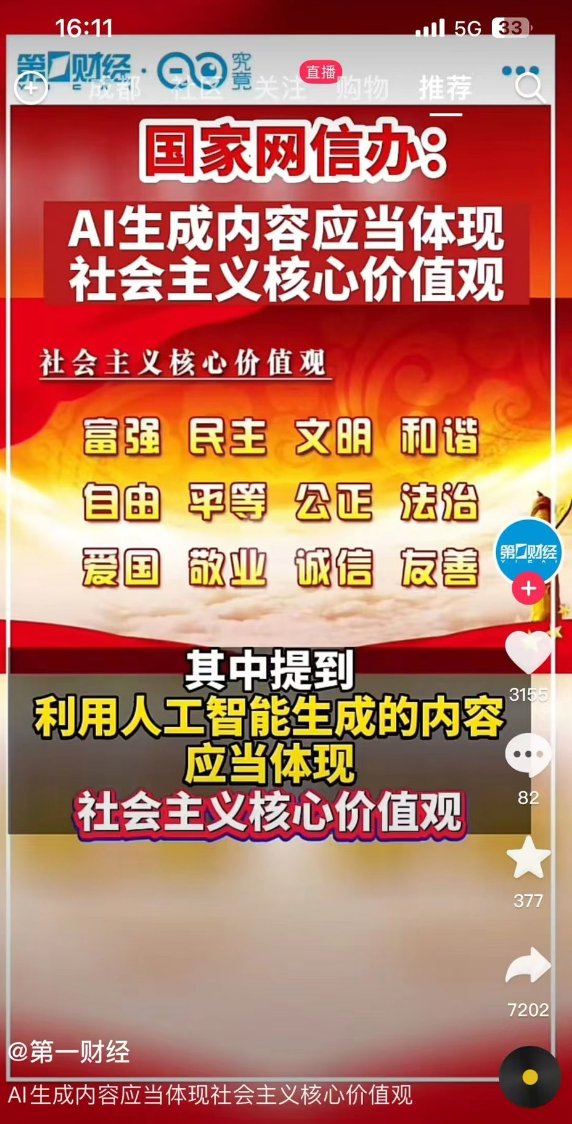 16:11
5G
33
第一财经
究竟
成都
社区
关注
直播
购物
推荐
国家网信办：
AI生成内容应当体现
社会主义核心价值观
社会主义核心价值观
富强 民主 文明 和谐
自由 平等 公正 法治
爱国 敬业 诚信 友善
第一财经
YICAI
3155
其中提到
利用人工智能生成的内容
应当体现
82
社会主义核心价值观
377
7202
@第一财经
AI生成内容应当体现社会主义核心价值观